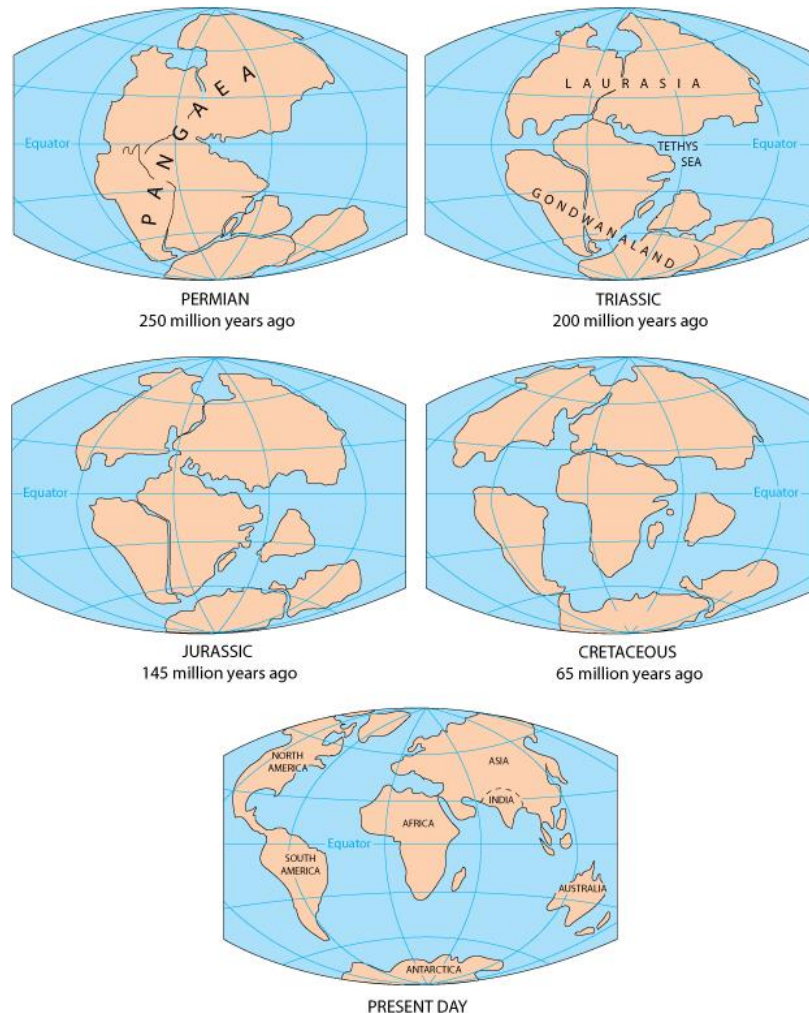 PANGAEA
Equator
PERMIAN
250 million years ago
LAURASIA
TETHYS
SEA
Equator
GONDWANALAND
TRIASSIC
200 million years ago
Equator
JURASSIC
145 million years ago
Equator
CRETACEOUS
65 million years ago
NORTH
AMERICA
ASIA
INDIA
AFRICA
Equator
SOUTH
AMERICA
AUSTRALIA
ANTARCTICA
PRESENT DAY